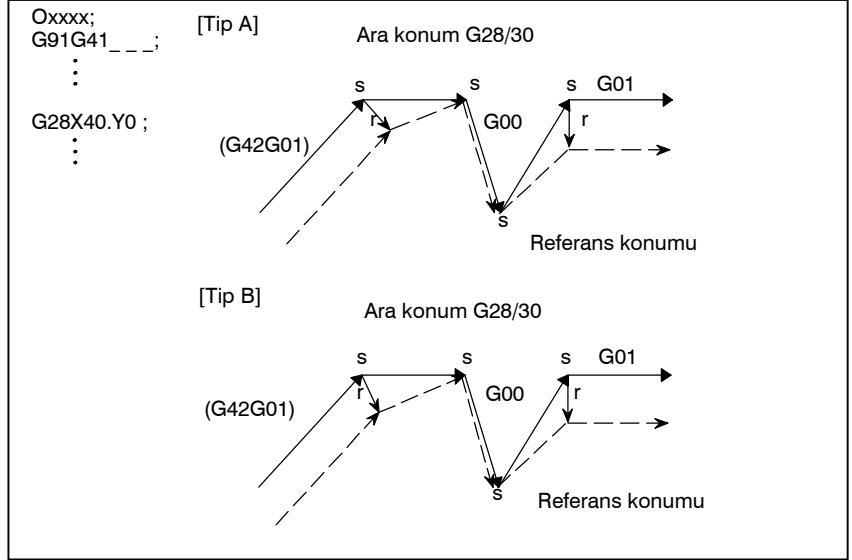 Oxxxx;
G91G41_ _ _;
G28X40.Y0 ;
[Tip A]
Ara konum G28/30
s
s
s
G01
r
G00
r
(G42G01)
s
Referans konumu
[Tip B]
Ara konum G28/30
s
s
s
G01
r
G00
r
(G42G01)
s
Referans konumu